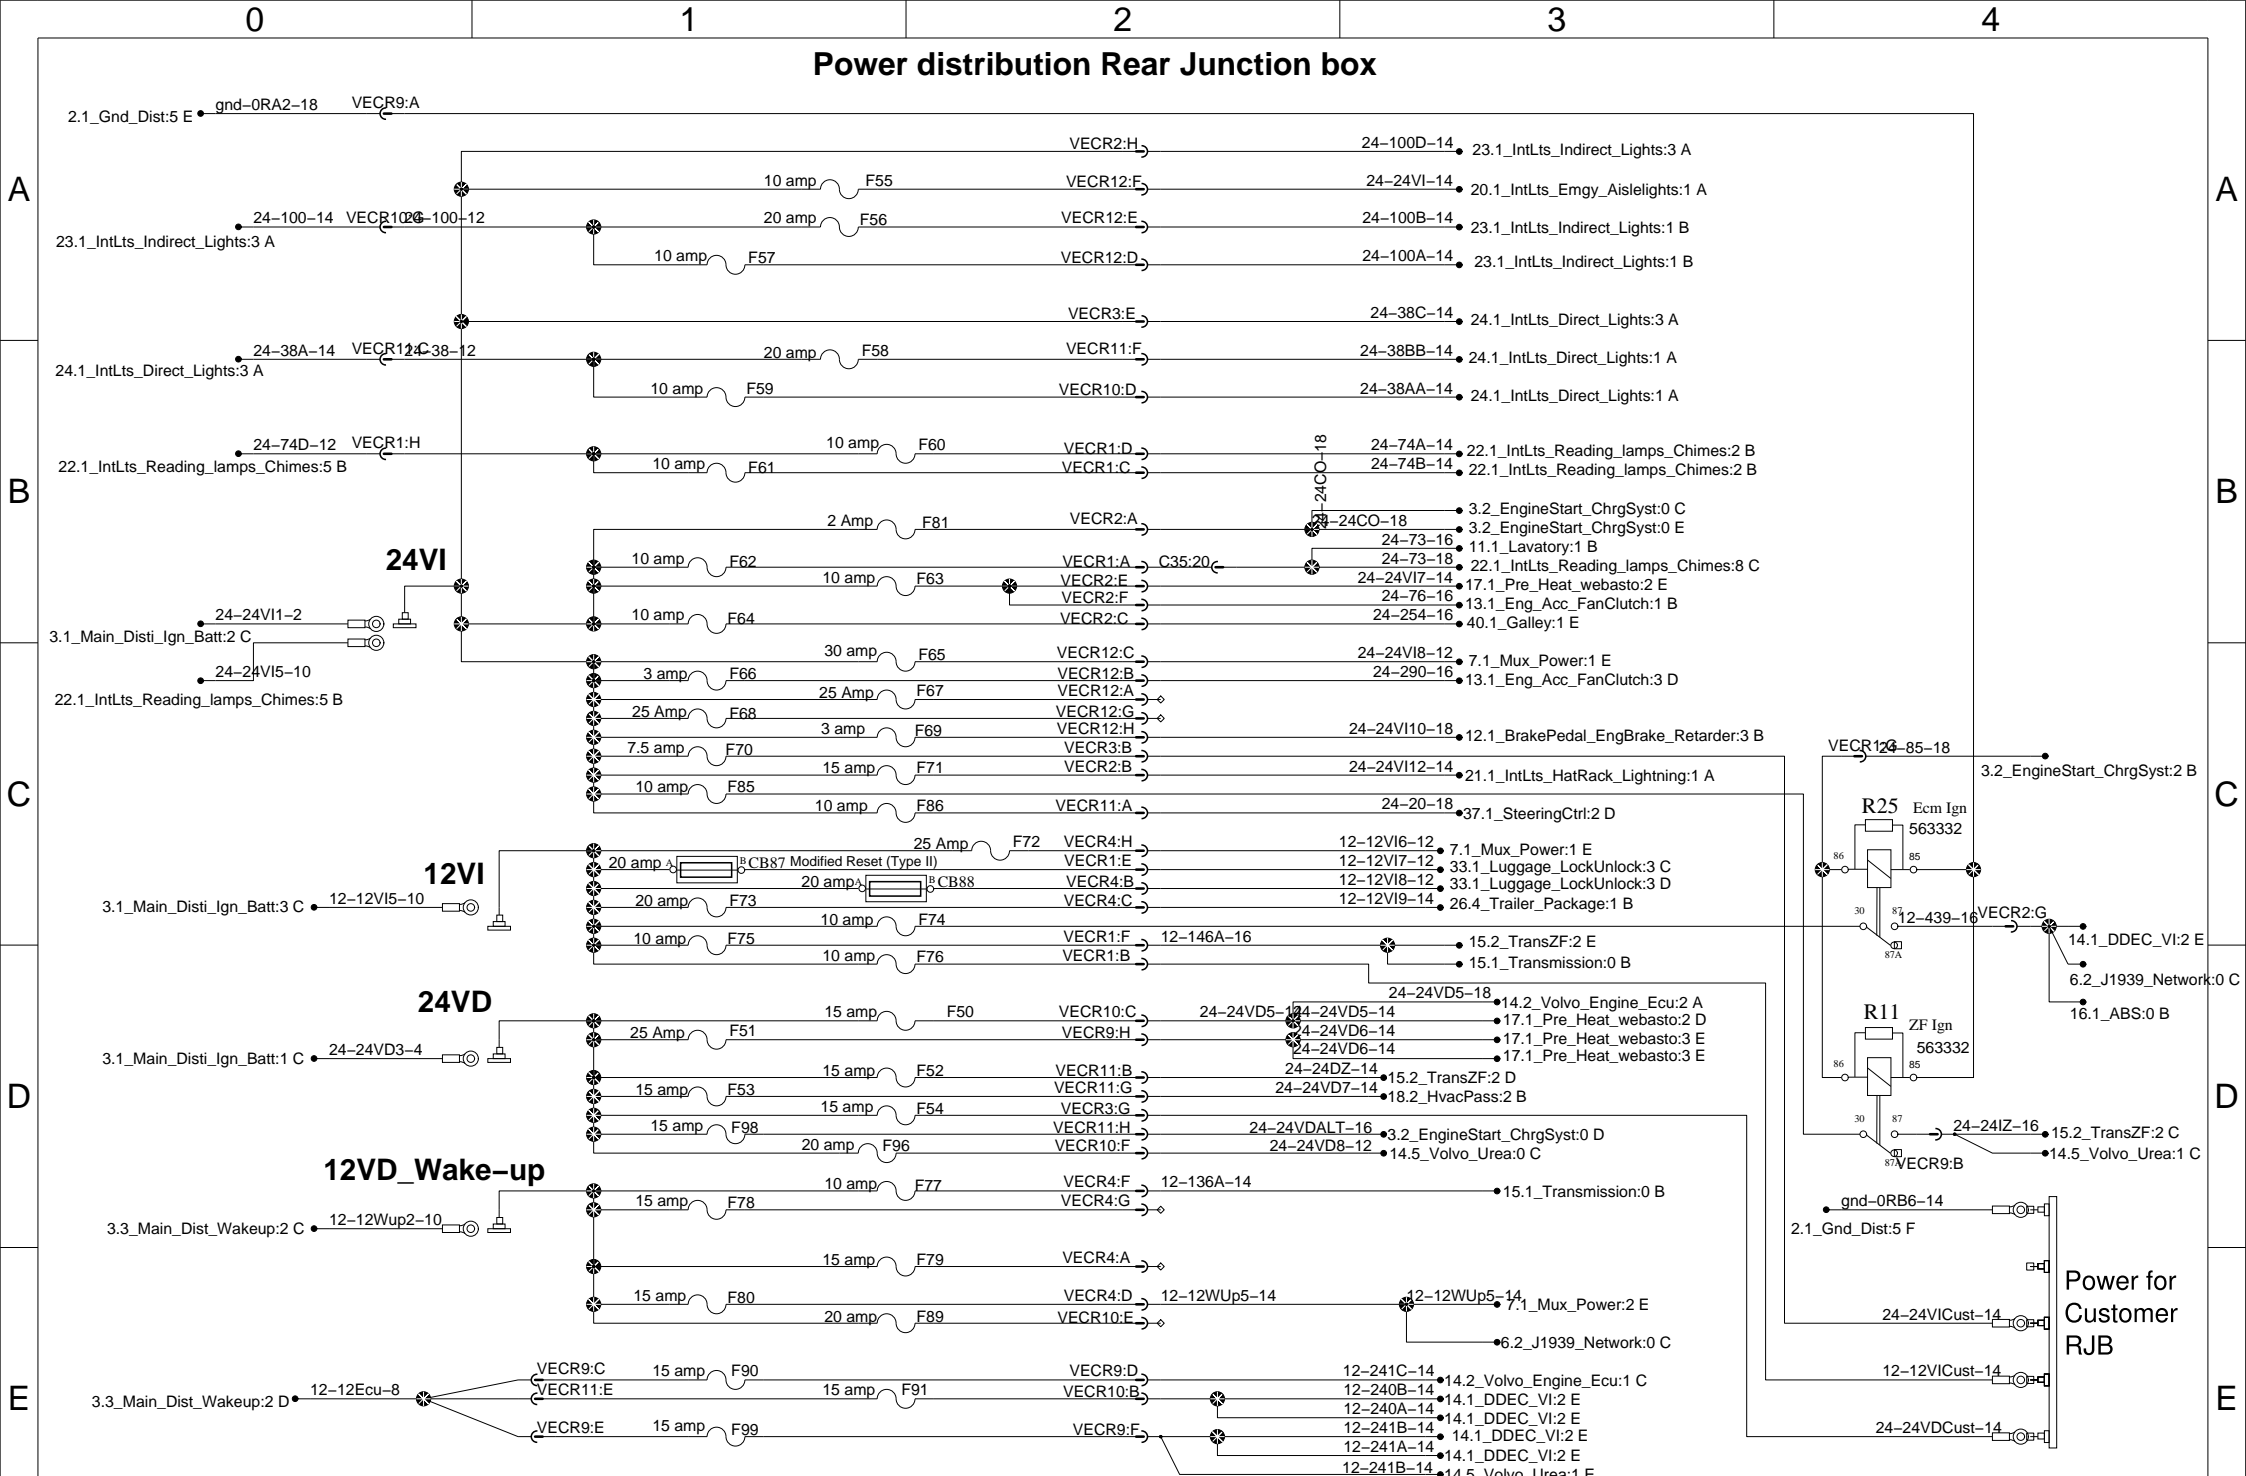 0 1 2 3 4
Power distribution Rear Junction box
gnd-0RA2-18 VECR9:A
2.1_Gnd_Dist:5 E
VECR2:H 24-100D-14 23.1_IntLts_Indirect_Lights:3 A
A 10 amp F55 VECR12:F 24-24VI-14 20.1_IntLts_Emgy_Aislelights:1 A A
24-100-14 VECR10:G 24-100-12 20 amp F56 VECR12:E 24-100B-14 23.1_IntLts_Indirect_Lights:1 B
23.1_IntLts_Indirect_Lights:3 A
10 amp F57 VECR12:D 24-100A-14 23.1_IntLts_Indirect_Lights:1 B
VECR3:E 24-38C-14 24.1_IntLts_Direct_Lights:3 A
24-38A-14 VECR11:C 24-38-12 20 amp F58 VECR11:F 24-38BB-14 24.1_IntLts_Direct_Lights:1 A
24.1_IntLts_Direct_Lights:3 A
10 amp F59 VECR10:D 24-38AA-14 24.1_IntLts_Direct_Lights:1 A
24-74D-12 VECR1:H 10 amp F60 VECR1:D 24-74A-14 22.1_IntLts_Reading_lamps_Chimes:2 B
22.1_IntLts_Reading_lamps_Chimes:5 B 10 amp F61 VECR1:C 24-74B-14 22.1_IntLts_Reading_lamps_Chimes:2 B
B B
24-24CO-18
3.2_EngineStart_ChrgSyst:0 C
2 Amp F81 VECR2:A 24-24CO-18 3.2_EngineStart_ChrgSyst:0 E
24-73-16 11.1_Lavatory:1 B
24VI 10 amp F62 VECR1:A C35:20 24-73-18 22.1_IntLts_Reading_lamps_Chimes:8 C
10 amp F63 VECR2:E 24-24VI7-14 17.1_Pre_Heat_webasto:2 E
VECR2:F 24-76-16 13.1_Eng_Acc_FanClutch:1 B
24-24VI1-2 10 amp F64 VECR2:C 24-254-16 40.1_Galley:1 E
3.1_Main_Disti_Ign_Batt:2 C
30 amp F65 VECR12:C 24-24VI8-12 7.1_Mux_Power:1 E
24-24VI5-10 3 amp F66 VECR12:B 24-290-16 13.1_Eng_Acc_FanClutch:3 D
22.1_IntLts_Reading_lamps_Chimes:5 B 25 Amp F67 VECR12:A
25 Amp F68 VECR12:G
3 amp F69 VECR12:H 24-24VI10-18 12.1_BrakePedal_EngBrake_Retarder:3 B
7.5 amp F70 VECR3:B VECR1:G 24-85-18
15 amp F71 VECR2:B 24-24VI12-14 21.1_IntLts_HatRack_Lightning:1 A 3.2_EngineStart_ChrgSyst:2 B
C 10 amp F85 C
10 amp F86 VECR11:A 24-20-18 37.1_SteeringCtrl:2 D R25 Ecm Ign
563332
25 Amp F72 VECR4:H 12-12VI6-12 7.1_Mux_Power:1 E
12VI 20 amp A B CB87 Modified Reset (Type II) VECR1:E 12-12VI7-12 33.1_Luggage_LockUnlock:3 C 86 85
20 amp A B CB88 VECR4:B 12-12VI8-12 33.1_Luggage_LockUnlock:3 D
3.1_Main_Disti_Ign_Batt:3 C 12-12VI5-10 20 amp F73 VECR4:C 12-12VI9-14 26.4_Trailer_Package:1 B
10 amp F74 30 87 12-439-16 VECR2:G
10 amp F75 VECR1:F 12-146A-16 15.2_TransZF:2 E 87A 14.1_DDEC_VI:2 E
10 amp F76 VECR1:B 15.1_Transmission:0 B
6.2_J1939_Network:0 C
24VD 24-24VD5-18 14.2_Volvo_Engine_Ecu:2 A
15 amp F50 VECR10:C 24-24VD5-14 24-24VD5-14 17.1_Pre_Heat_webasto:2 D R11 16.1_ABS:0 B
25 Amp F51 VECR9:H 24-24VD6-14 17.1_Pre_Heat_webasto:3 E ZF Ign
3.1_Main_Disti_Ign_Batt:1 C 24-24VD3-4 24-24VD6-14 17.1_Pre_Heat_webasto:3 E 563332
15 amp F52 VECR11:B 24-24DZ-14 15.2_TransZF:2 D 86 85
D 15 amp F53 VECR11:G 24-24VD7-14 18.2_HvacPass:2 B D
15 amp F54 VECR3:G 30 87
15 amp F98 VECR11:H 24-24VDALT-16 3.2_EngineStart_ChrgSyst:0 D 24-24IZ-16 15.2_TransZF:2 C
20 amp F96 VECR10:F 24-24VD8-12 14.5_Volvo_Urea:0 C 14.5_Volvo_Urea:1 C
12VD_Wake-up 87A VECR9:B
10 amp F77 VECR4:F 12-136A-14 15.1_Transmission:0 B
15 amp F78 VECR4:G gnd-0RB6-14
3.3_Main_Dist_Wakeup:2 C 12-12Wup2-10 2.1_Gnd_Dist:5 F
15 amp F79 VECR4:A
Power for
Customer
RJB
15 amp F80 VECR4:D 12-12WUp5-14 12-12WUp5-14 7.1_Mux_Power:2 E
20 amp F89 VECR10:E 24-24VICust-14
6.2_J1939_Network:0 C
VECR9:C 15 amp F90 VECR9:D 12-241C-14 14.2_Volvo_Engine_Ecu:1 C 12-12VICust-14
E 3.3_Main_Dist_Wakeup:2 D 12-12Ecu-8 VECR11:E 15 amp F91 VECR10:B 12-240B-14 14.1_DDEC_VI:2 E E
12-240A-14 14.1_DDEC_VI:2 E
VECR9:E 15 amp F99 VECR9:F 12-241B-14 14.1_DDEC_VI:2 E 24-24VDCust-14
12-241A-14 14.1_DDEC_VI:2 E
12-241B-14 14.5_Volvo_Urea:1 E